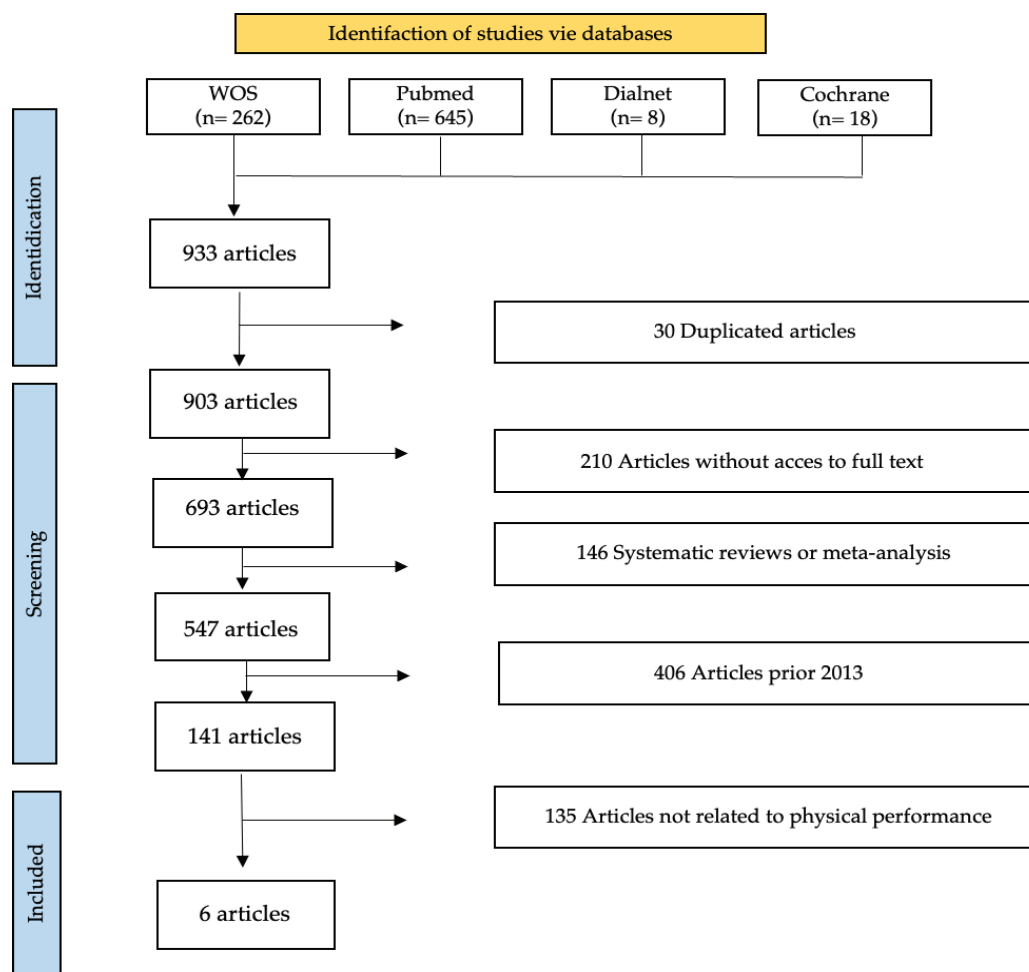 Identifaction of studies vie databases
WOS
(n= 262)
Pubmed
(n= 645)
Dialnet
(n= 8)
Cochrane
(n= 18)
Identidication
933 articles
30 Duplicated articles
Screening
903 articles
210 Articles without acces to full text
693 articles
146 Systematic reviews or meta-analysis
547 articles
406 Articles prior 2013
141 articles
Included
135 Articles not related to physical performance
6 articles